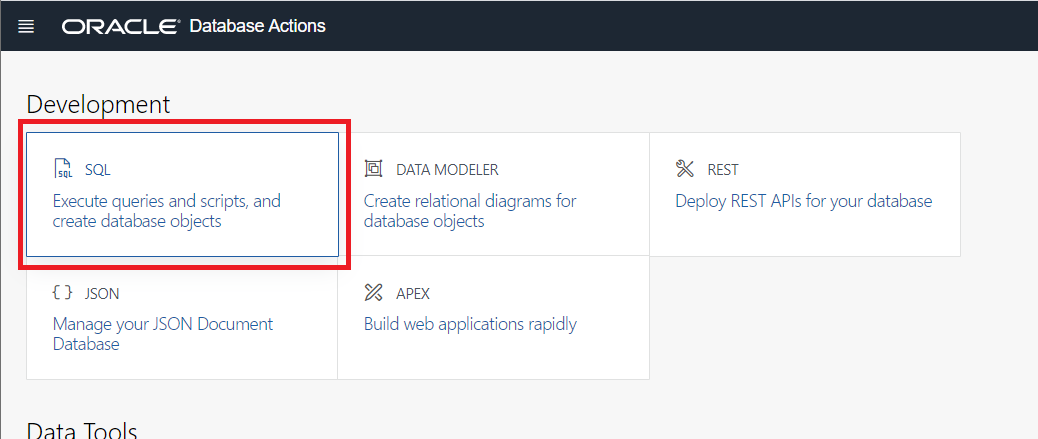 ORACLE Database Actions
Development
SQL
Execute queries and scripts, and
create database objects
DATA MODELER
Create relational diagrams for
database objects
REST
Deploy REST APIs for your database
{ } JSON
Manage your JSON Document
Database
APEX
Build web applications rapidly
Data Tools